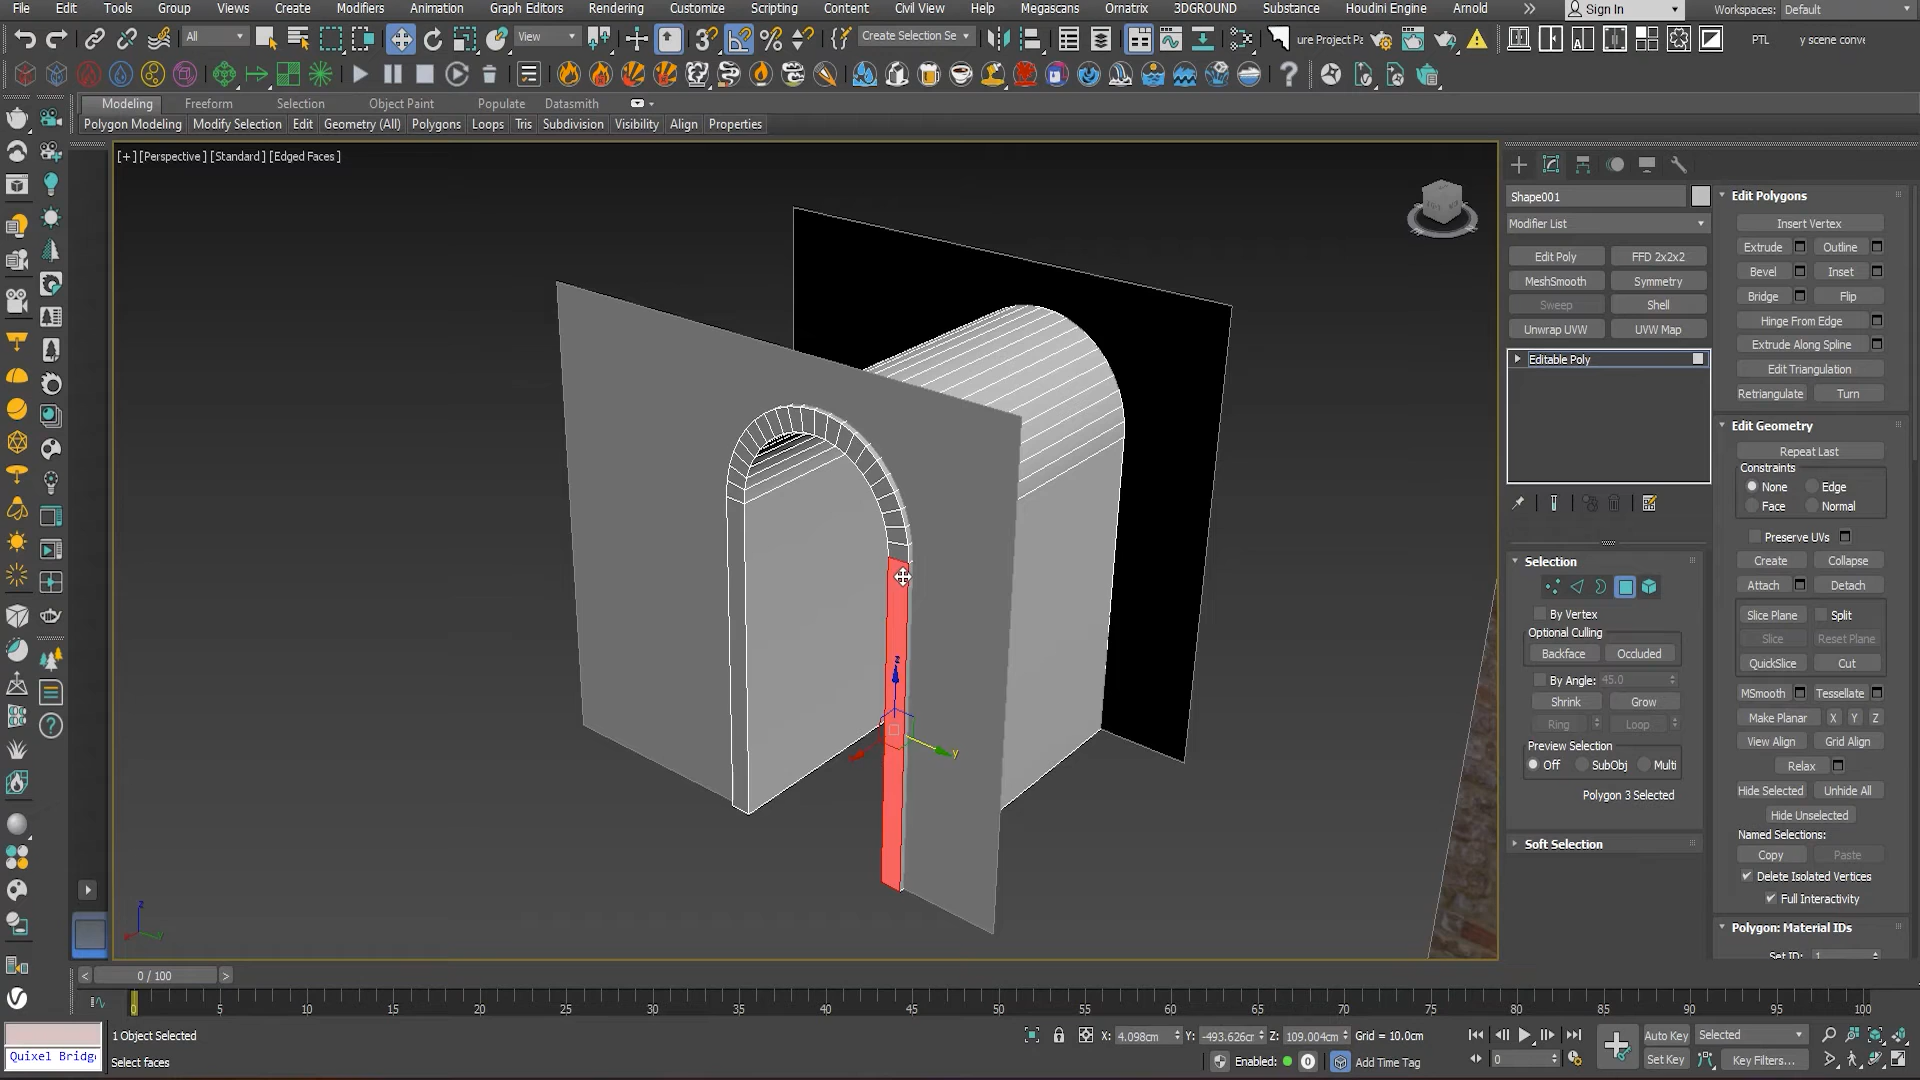 File Edit Tools Group Views Create Modifiers Animation Graph Editors Rendering Customize Scripting Content Civil View Help Megascans Ornatrix 3DGROUND Substance Houdini Engine Arnold Sign In Workspaces: Default
All View Create Selection Se ure Project Pa PTL y scene conve
Modeling Freeform Selection Object Paint Populate Datasmith
Polygon Modeling Modify Selection Edit Geometry (All) Polygons Loops Tris Subdivision Visibility Align Properties
[+] [Perspective ] [Standard ] [Edged Faces ]
Shape001
Modifier List
Edit Poly FFD 2x2x2
MeshSmooth Symmetry
Sweep Shell
Unwrap UVW UVW Map
Editable Poly
Selection
By Vertex
Optional Culling
Backface Occluded
By Angle: 45.0
Shrink Grow
Ring Loop
Preview Selection
Off SubObj Multi
Polygon 3 Selected
Soft Selection
Edit Polygons
Insert Vertex
Extrude Outline
Bevel Inset
Bridge Flip
Hinge From Edge
Extrude Along Spline
Edit Triangulation
Retriangulate Turn
Edit Geometry
Repeat Last
Constraints
None Edge
Face Normal
Preserve UVs
Create Collapse
Attach Detach
Slice Plane Split
Slice Reset Plane
QuickSlice Cut
MSmooth Tessellate
Make Planar X Y Z
View Align Grid Align
Relax
Hide Selected Unhide All
Hide Unselected
Named Selections:
Copy Paste
Delete Isolated Vertices
Full Interactivity
Polygon: Material IDs
Set ID: 1
z
y
z
x y
< 0 / 100 >
0 5 10 15 20 25 30 35 40 45 50 55 60 65 70 75 80 85 90 95 100
1 Object Selected X: 4.098cm Y: -493.626cm Z: 109.004cm Grid = 10.0cm Auto Key Selected
Quixel Bridg Select faces Enabled: 0 Add Time Tag 0 Set Key Key Filters...